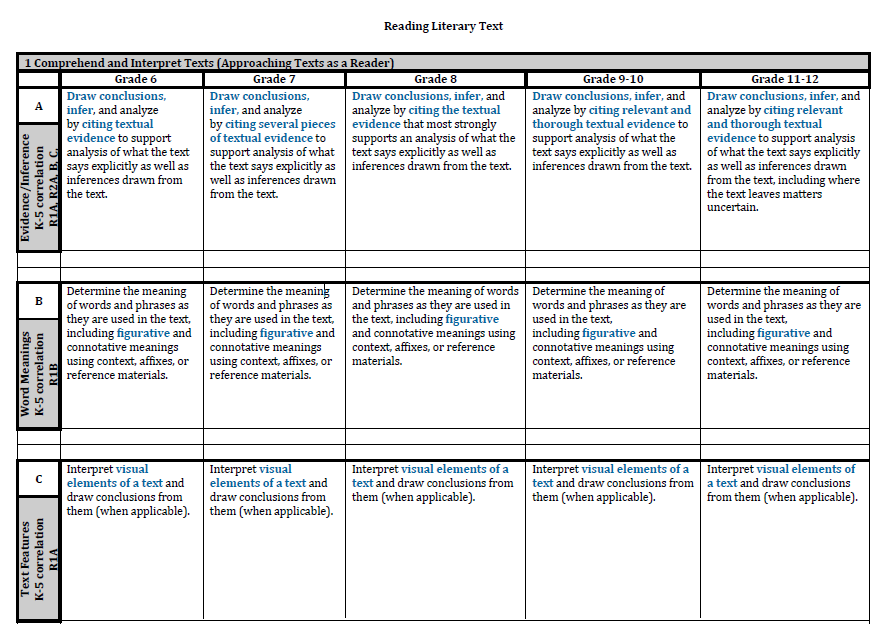 Reading Literary Text
1 Comprehend and Interpret Texts (Approaching Texts as a Reader)
Grade 6
Grade 7
Grade 8
Grade 9-10
Grade 11-12
A
Evidence/Inference
K-5 correlation
R1A, R2A, B, C,
Draw conclusions,
infer, and analyze
by citing textual
evidence to support
analysis of what the text
says explicitly as well as
inferences drawn from
the text.
Draw conclusions,
infer, and analyze
by citing several pieces
of textual evidence to
support analysis of what
the text says explicitly as
well as inferences drawn
from the text.
Draw conclusions, infer, and
analyze by citing the textual
evidence that most strongly
supports an analysis of what the
text says explicitly as well as
inferences drawn from the text.
Draw conclusions, infer, and
analyze by citing relevant and
thorough textual evidence to
support analysis of what the
text says explicitly as well as
inferences drawn from the text.
Draw conclusions, infer, and
analyze by citing relevant
and thorough textual
evidence to support analysis
of what the text says explicitly
as well as inferences drawn
from the text, including where
the text leaves matters
uncertain.
B
Word Meanings
K-5 correlation
R1B
Determine the meaning
of words and phrases as
they are used in the text,
including figurative and
connotative meanings
using context, affixes, or
reference materials.
Determine the meaning
of words and phrases as
they are used in the text,
including figurative and
connotative meanings
using context, affixes, or
reference materials.
Determine the meaning of words
and phrases as they are used in
the text, including figurative
and connotative meanings using
context, affixes, or reference
materials.
Determine the meaning of
words and phrases as they are
used in the text,
including figurative and
connotative meanings using
context, affixes, or reference
materials.
Determine the meaning of
words and phrases as they are
used in the text,
including figurative and
connotative meanings using
context, affixes, or reference
materials.
C
Text Features
K-5 correlation
R1A
Interpret visual
elements of a text and
draw conclusions from
them (when applicable).
Interpret visual
elements of a text and
draw conclusions from
them (when applicable).
Interpret visual elements of a
text and draw conclusions from
them (when applicable).
Interpret visual elements of a
text and draw conclusions from
them (when applicable).
Interpret visual elements of
a text and draw conclusions
from them (when applicable).